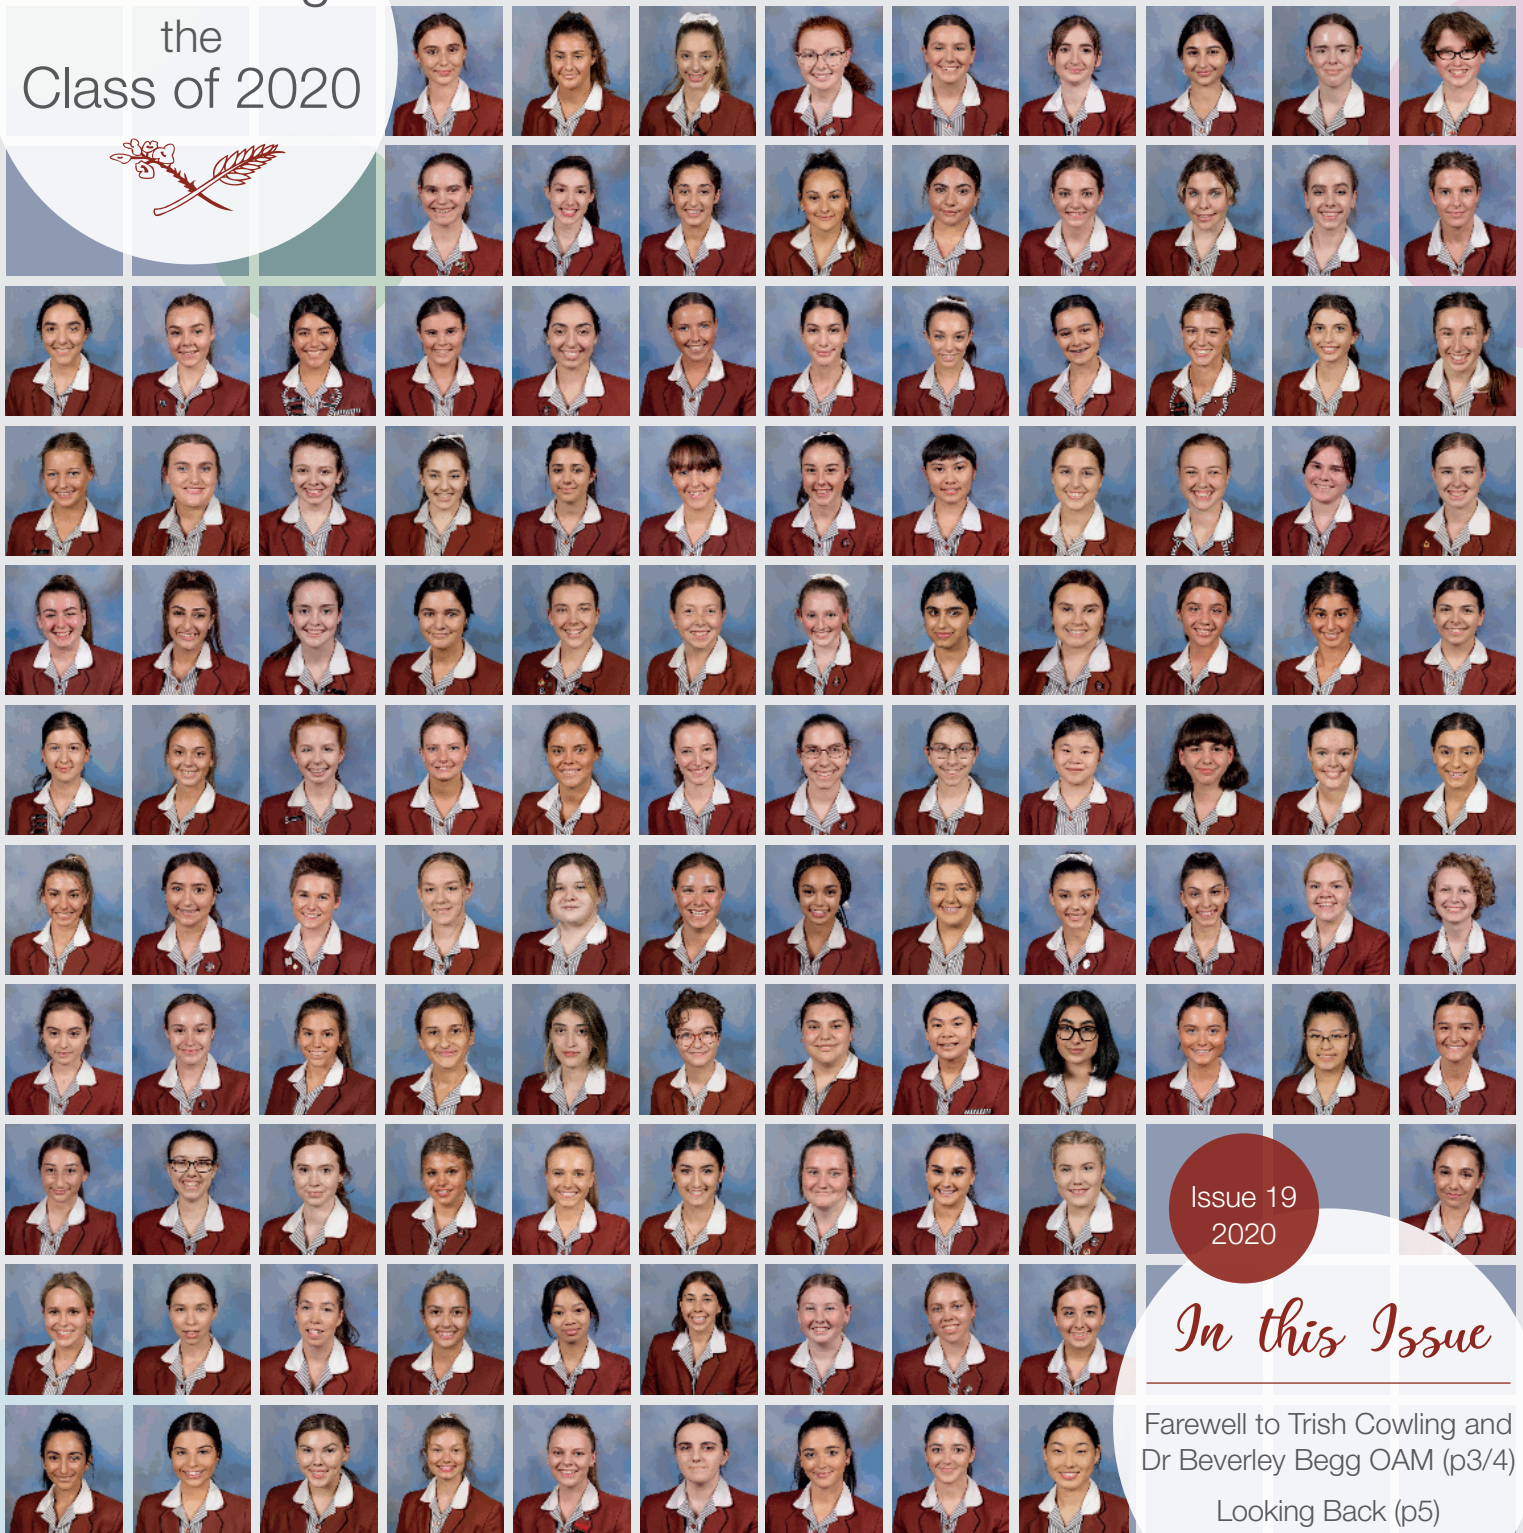 the
Class of 2020
Issue 19
2020
In this Issue
Farewell to Trish Cowling and
Dr Beverley Begg OAM (p3/4)
Looking Back (p5)